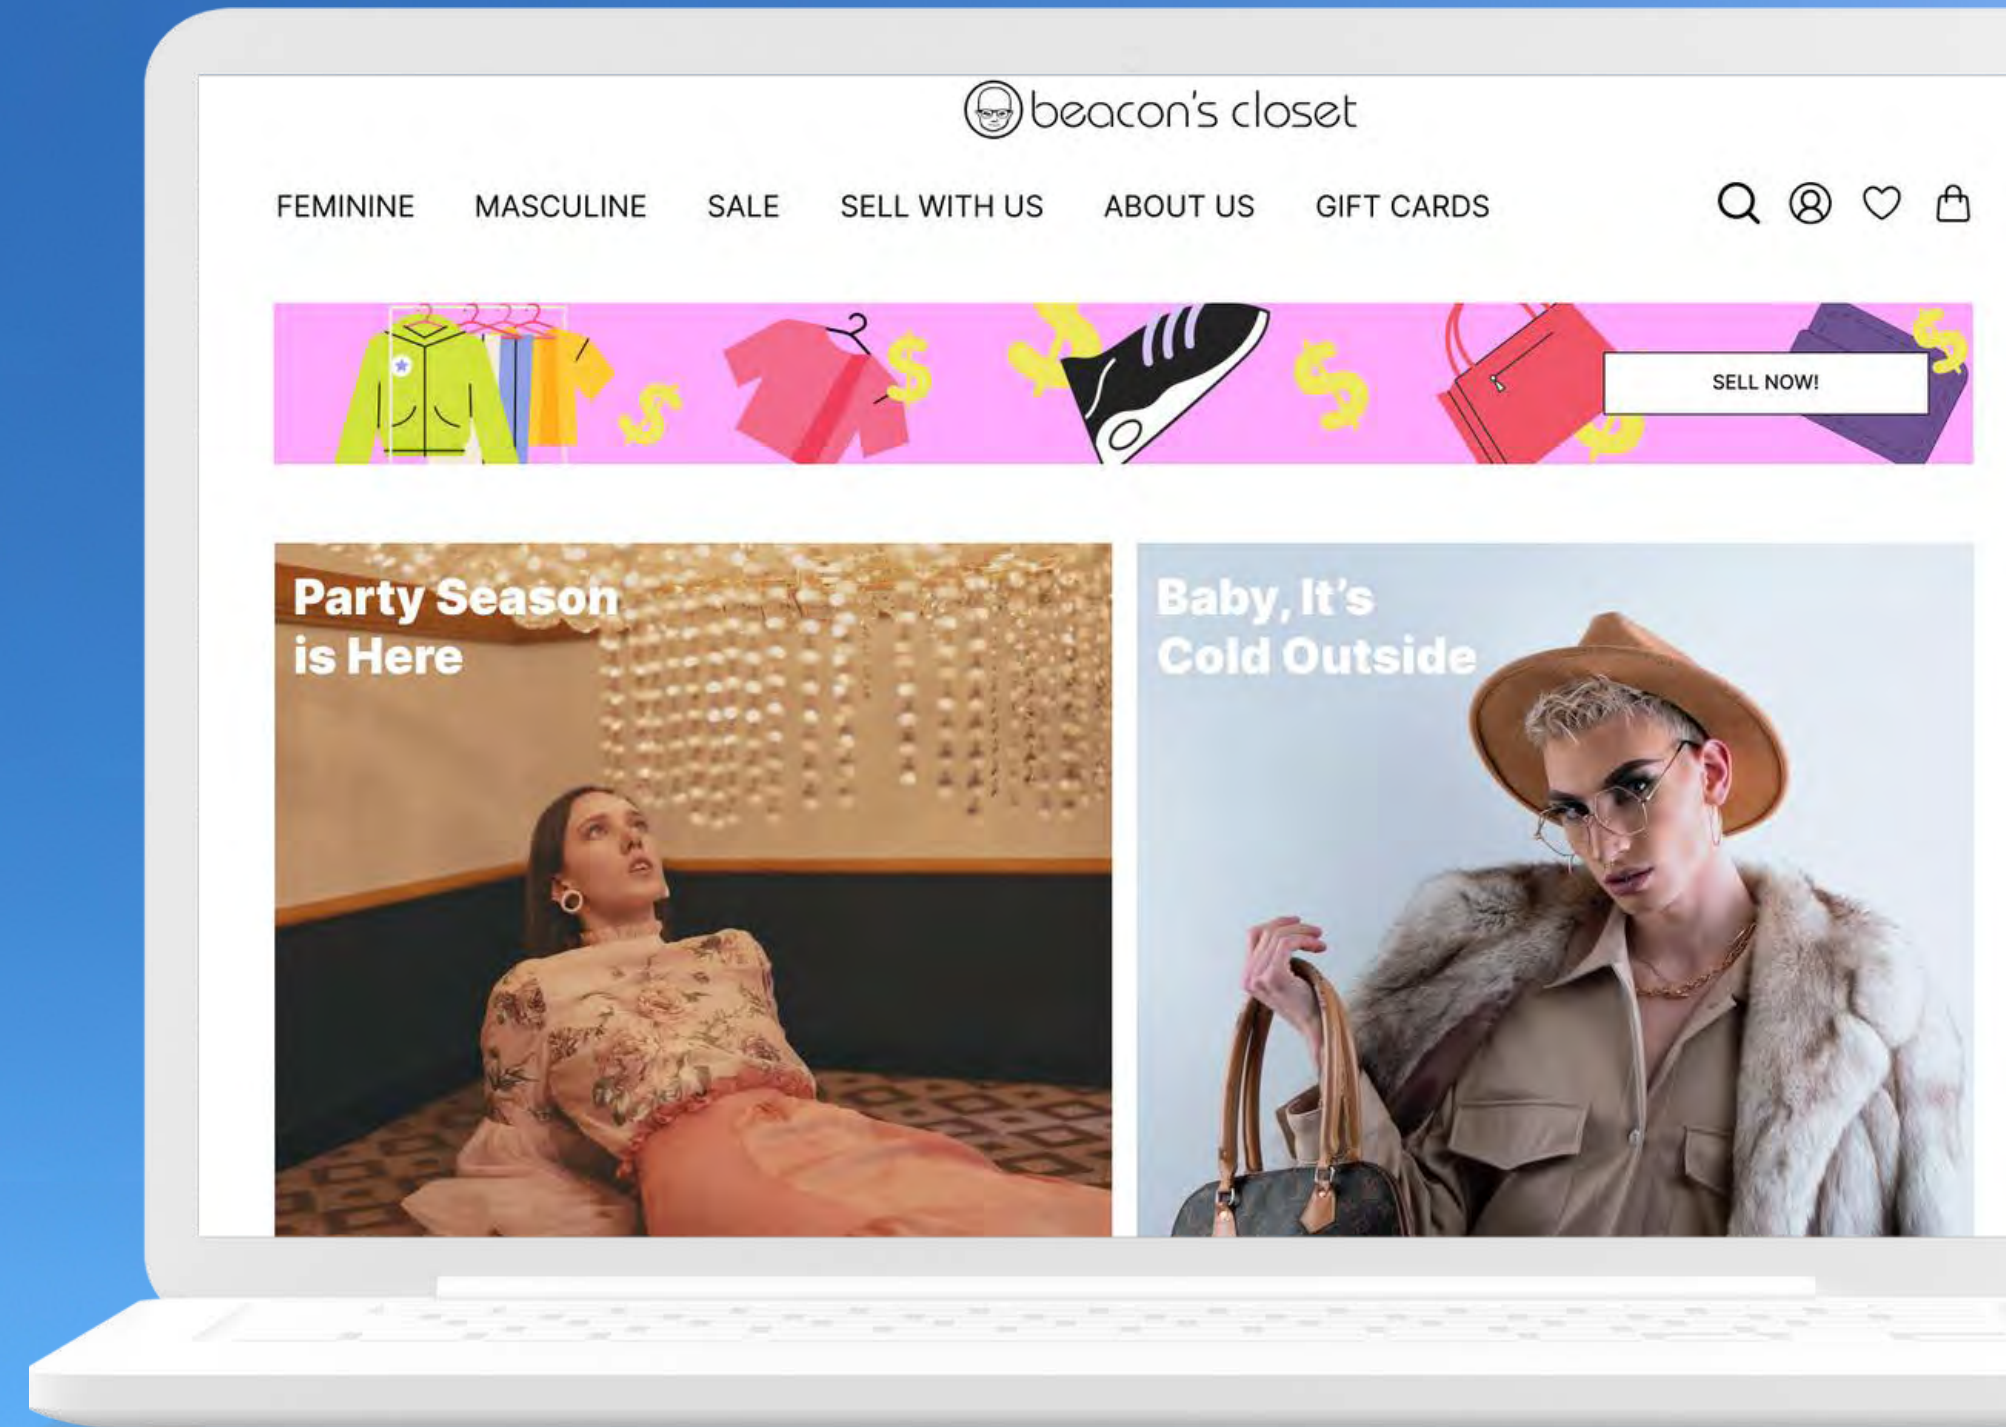 beacon's closet
FEMININE MASCULINE SALE SELL WITH US ABOUT US GIFT CARDS
SELL NOW!
Party Season
is Here
Baby, It's
Cold Outside